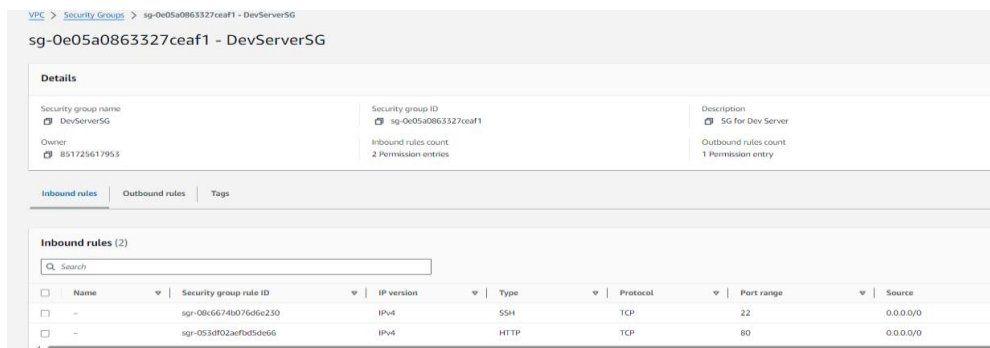 VPC > Security Groups > sg-0e05a0863327ceaf1 - DevServerSG
sg-0e05a0863327ceaf1 - DevServerSG
Details
Security group name Security group ID Description
DevServerSG sg-0e05a0863327ceaf1 SG for Dev Server
Owner Inbound rules count Outbound rules count
851725617953 2 Permission entries 1 Permission entry
Inbound rules Outbound rules Tags
Inbound rules (2)
Search
Name Security group rule ID IP version Type Protocol Port range Source
- sgr-08c6674b076d6e230 IPv4 SSH TCP 22 0.0.0.0/0
- sgr-053df02aefbd5de66 IPv4 HTTP TCP 80 0.0.0.0/0